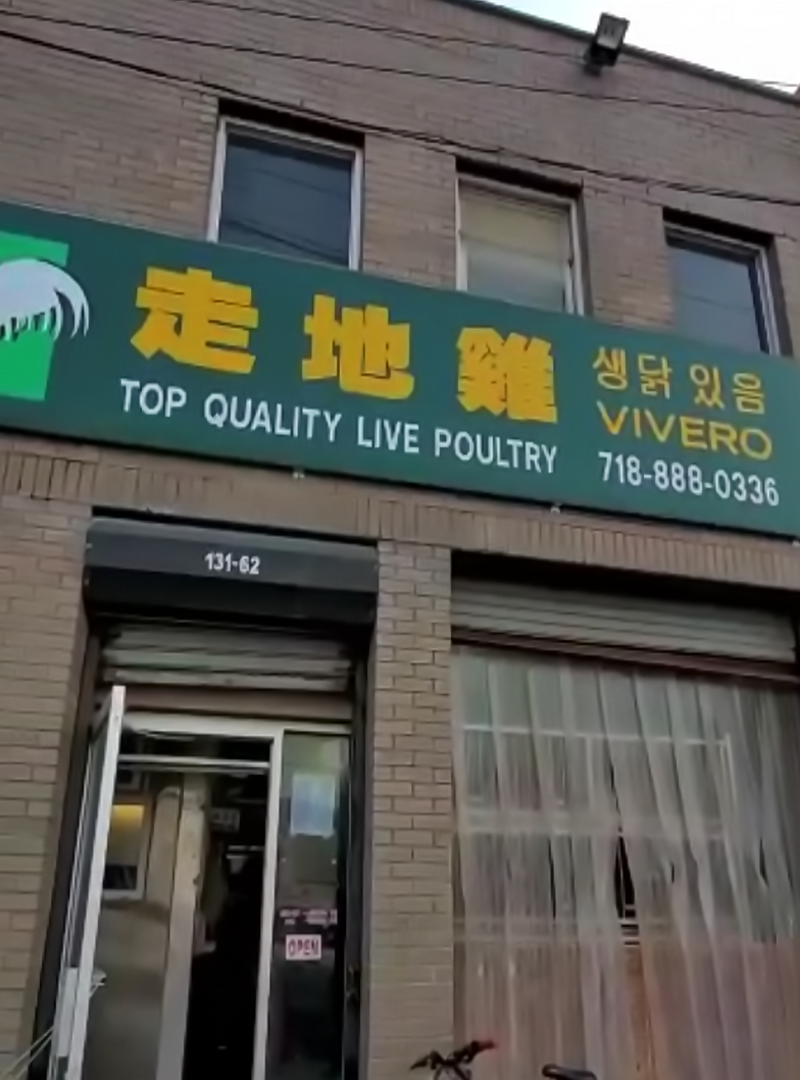 走地雞
TOP QUALITY LIVE POULTRY
생닭 있음
VIVERO
718-888-0336
131-62
OPEN